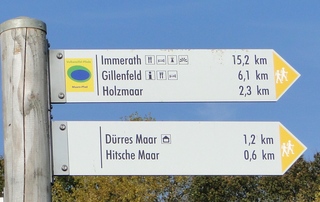 Immerath 15,2 km
Gillenfeld 6,1 km
Holzmaar 2,3 km
Dürres Maar 1,2 km
Hitsche Maar 0,6 km